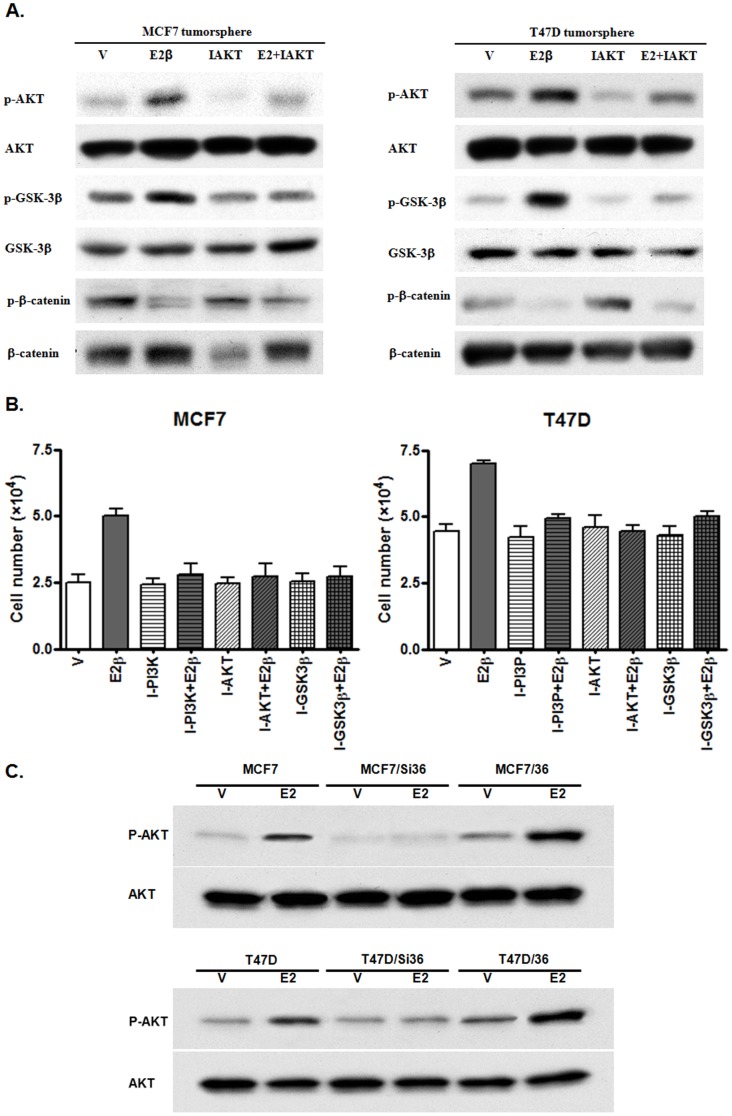 A.
MCF7 tumorsphere
V E2β IAKT E2+IAKT
p-AKT
AKT
p-GSK-3β
GSK-3β
p-β-catenin
β-catenin
T47D tumorsphere
V E2β IAKT E2+IAKT
p-AKT
AKT
p-GSK-3β
GSK-3β
p-β-catenin
β-catenin
B.
MCF7
Cell number (×10⁴)
7.5
5.0
2.5
0.0
V
E2β
I-PI3K
I-PI3K+E2β
I-AKT
I-AKT+E2β
I-GSK3β
I-GSK3β+E2β
T47D
Cell number (×10⁴)
7.5
5.0
2.5
0.0
V
E2β
I-PI3P
I-PI3P+E2β
I-AKT
I-AKT+E2β
I-GSK3β
I-GSK3β+E2β
C.
MCF7 MCF7/Si36 MCF7/36
V E2 V E2 V E2
P-AKT
AKT
T47D T47D/Si36 T47D/36
V E2 V E2 V E2
P-AKT
AKT